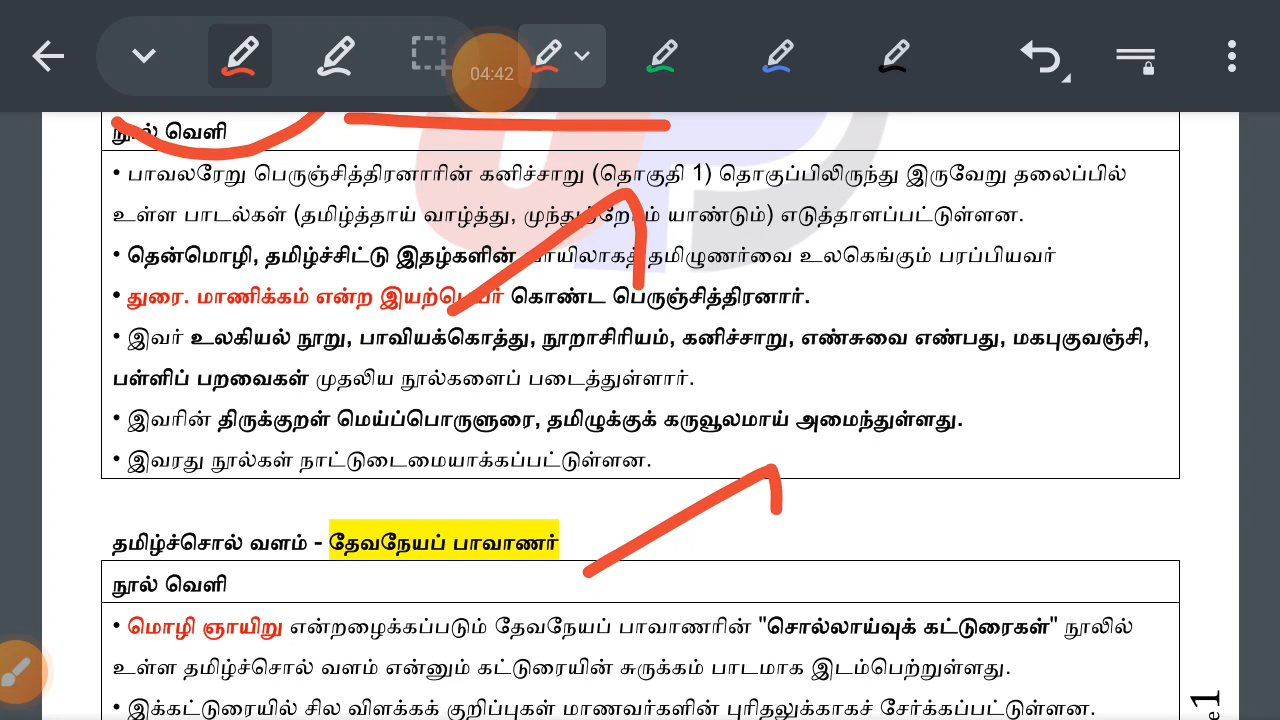 04:42
நூல் வெளி
• பாவலரேறு பெருஞ்சித்திரனாரின் கனிச்சாறு (தொகுதி 1) தொகுப்பிலிருந்து இருவேறு தலைப்பில்
உள்ள பாடல்கள் (தமிழ்த்தாய் வாழ்த்து, முந்துற்றோம் யாண்டும்) எடுத்தாளப்பட்டுள்ளன.
• தென்மொழி, தமிழ்ச்சிட்டு இதழ்களின் வாயிலாகத் தமிழுணர்வை உலகெங்கும் பரப்பியவர்
• துரை. மாணிக்கம் என்ற இயற்பெயர் கொண்ட பெருஞ்சித்திரனார்.
• இவர் உலகியல் நூறு, பாவியக்கொத்து, நூறாசிரியம், கனிச்சாறு, எண்சுவை எண்பது, மகபுகுவஞ்சி,
பள்ளிப் பறவைகள் முதலிய நூல்களைப் படைத்துள்ளார்.
• இவரின் திருக்குறள் மெய்ப்பொருளுரை, தமிழுக்குக் கருவூலமாய் அமைந்துள்ளது.
• இவரது நூல்கள் நாட்டுடைமையாக்கப்பட்டுள்ளன.
தமிழ்ச்சொல் வளம் - தேவநேயப் பாவாணர்
நூல் வெளி
• மொழி ஞாயிறு என்றழைக்கப்படும் தேவநேயப் பாவாணரின் "சொல்லாய்வுக் கட்டுரைகள்" நூலில்
உள்ள தமிழ்ச்சொல் வளம் என்னும் கட்டுரையின் சுருக்கம் பாடமாக இடம்பெற்றுள்ளது.
• இக்கட்டுரையில் சில விளக்கக் குறிப்புகள் மாணவர்களின் புரிதலுக்காகச் சேர்க்கப்பட்டுள்ளன.